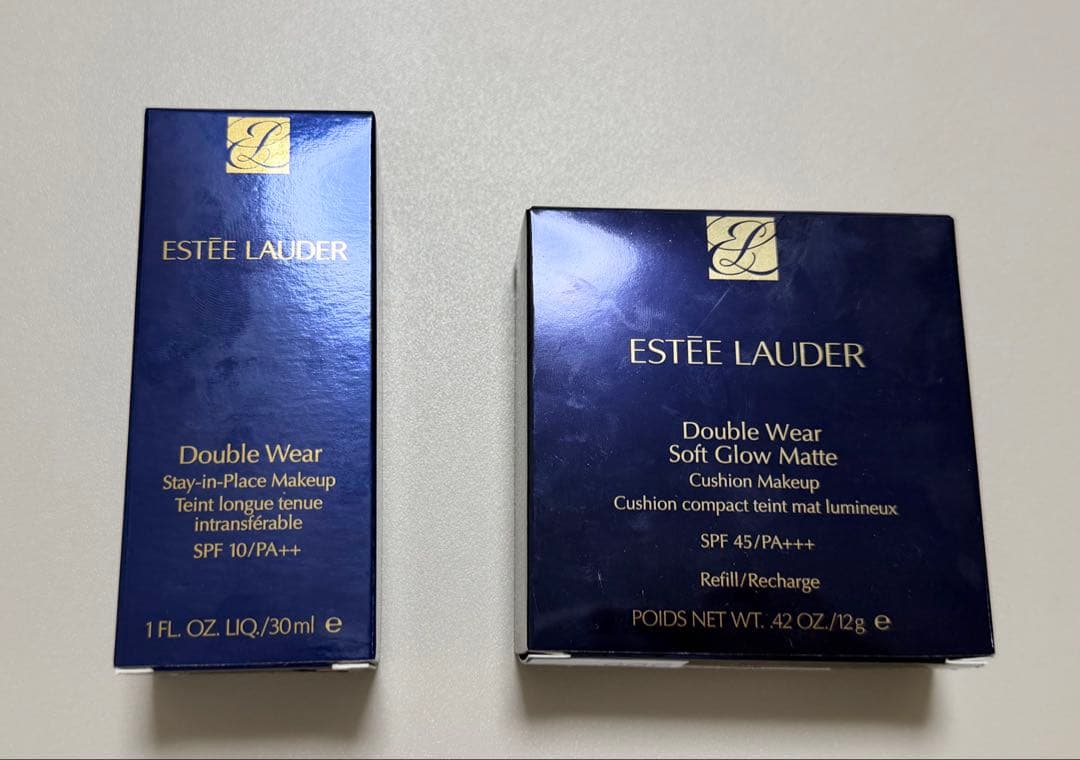 ESTĒE LAUDER
Double Wear
Stay-in-Place Makeup
Teint longue tenue
intransférable
SPF 10/PA++
1 FL. OZ. LIQ./30 ml e
ESTĒE LAUDER
Double Wear
Soft Glow Matte
Cushion Makeup
Cushion compact teint mat lumineux
SPF 45/PA+++
Refill/Recharge
POIDS NET WT. .42 OZ./12g e